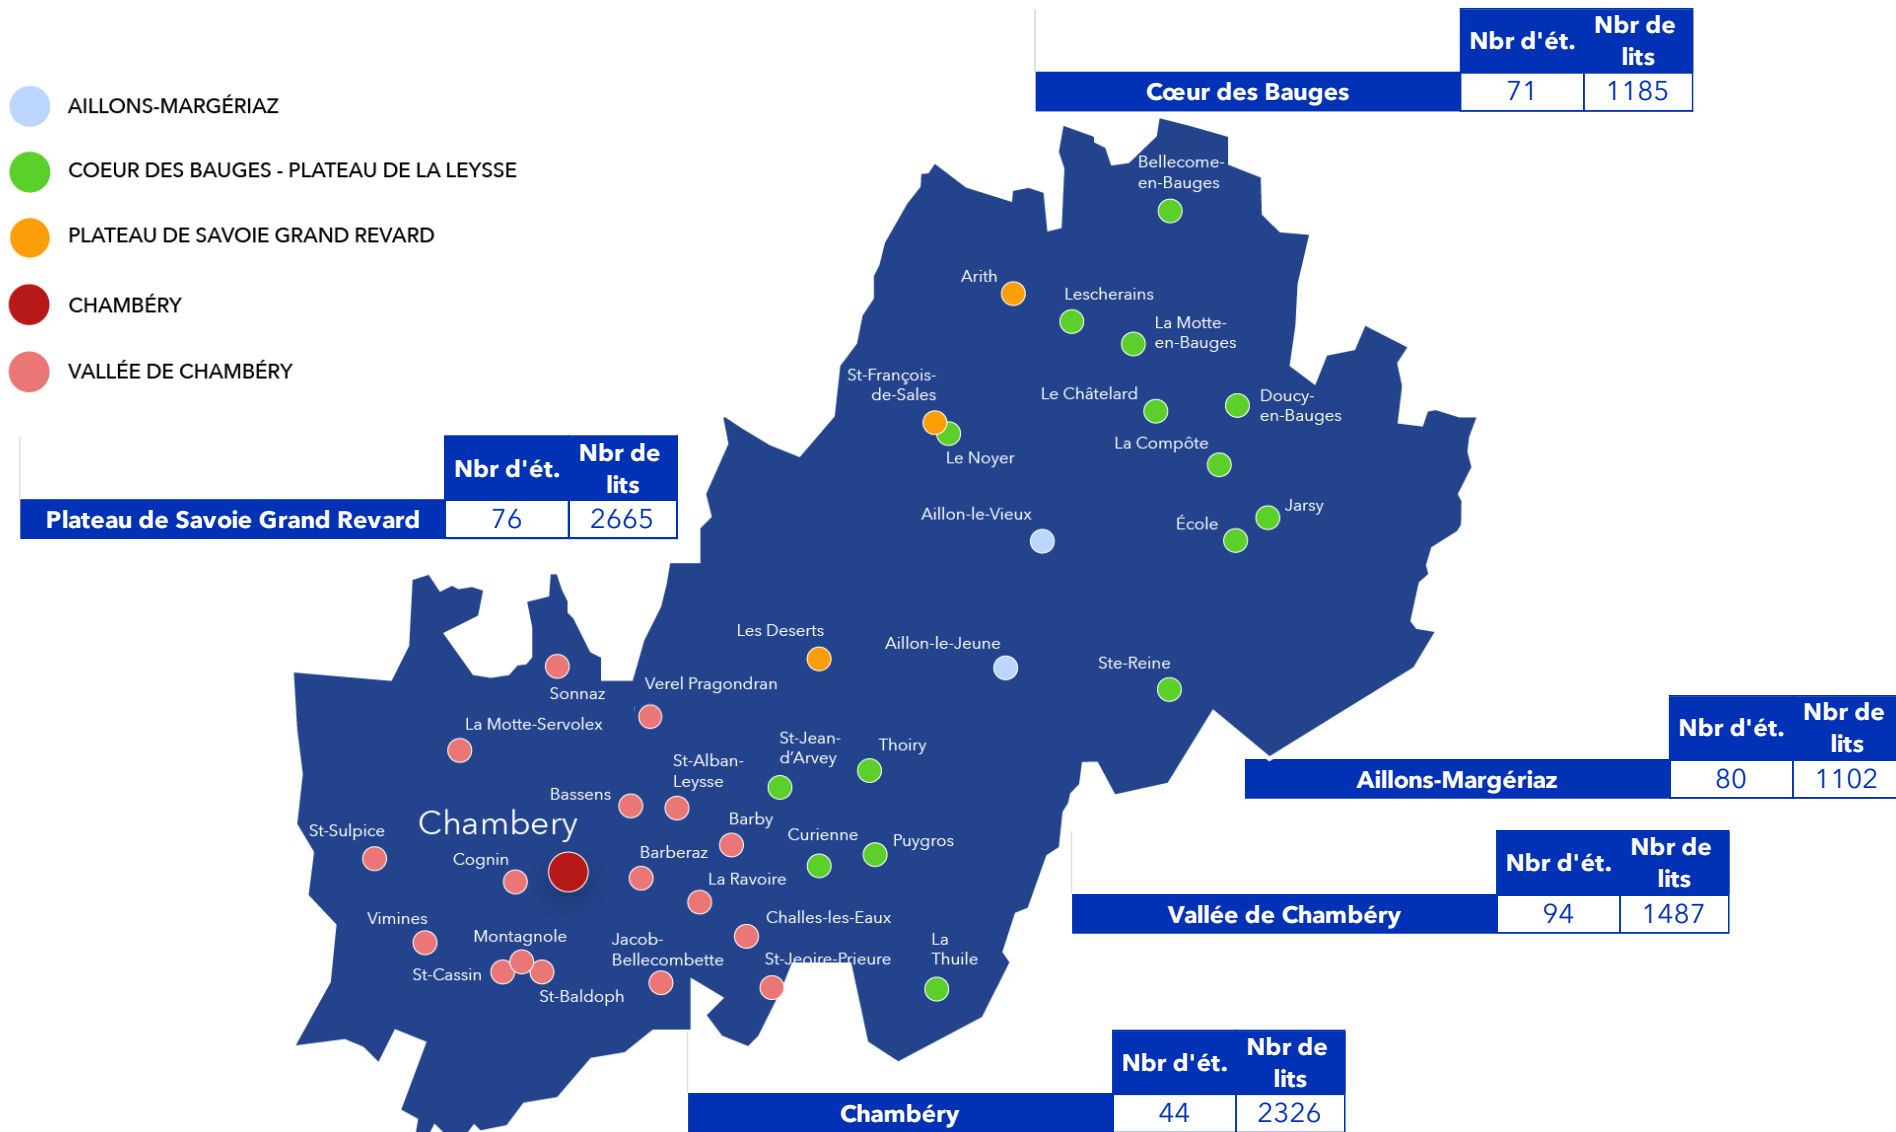 Nbr d'ét. Nbr de lits
Cœur des Bauges 71 1185
AILLONS-MARGÉRIAZ
COEUR DES BAUGES - PLATEAU DE LA LEYSSE
PLATEAU DE SAVOIE GRAND REVARD
CHAMBÉRY
VALLÉE DE CHAMBÉRY
Bellecome-
en-Bauges
Arith
Lescherains
La Motte-
en-Bauges
St-François-
de-Sales
Le Châtelard
Doucy-
en-Bauges
La Compôte
Le Noyer
Nbr d'ét. Nbr de lits
Plateau de Savoie Grand Revard 76 2665
Aillon-le-Vieux
Jarsy
École
Les Deserts
Aillon-le-Jeune
Ste-Reine
Sonnaz
Verel Pragondran
La Motte-Servolex
St-Jean-
d'Arvey
Thoiry
St-Alban-
Leysse
Bassens
Nbr d'ét. Nbr de lits
Aillons-Margériaz 80 1102
Chambery
St-Sulpice
Barby
Curienne
Puygros
Cognin
Barberaz
La Ravoire
Nbr d'ét. Nbr de lits
Vallée de Chambéry 94 1487
Vimines
Montagnole
Challes-les-Eaux
Jacob-
Bellecombette
La
Thuile
St-Jeoire-Prieure
St-Cassin
St-Baldoph
Nbr d'ét. Nbr de lits
Chambéry 44 2326